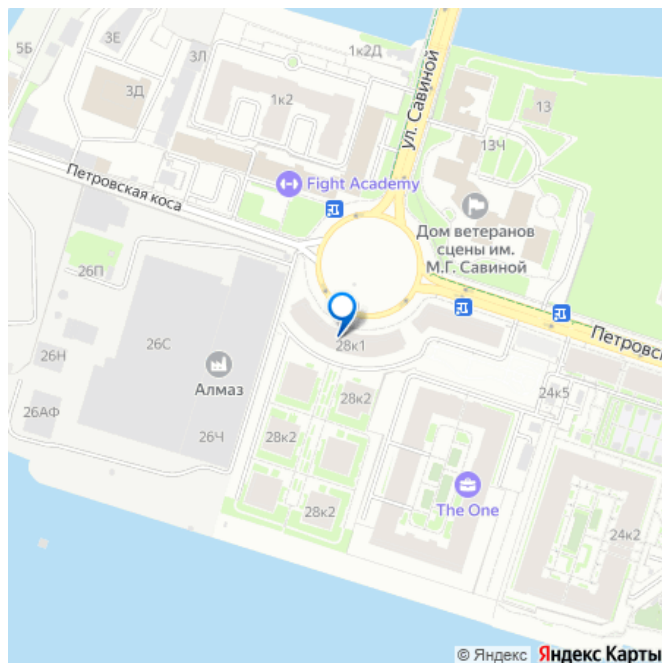 5Б
3Е
3Л
1к2Д
3Д
1к2
ул. Савиной
13
13Ч
Петровская коса
Fight Academy
Дом ветеранов
сцены им.
М.Г. Савиной
26П
26Н
26С
Алмаз
26АФ
26Ч
28к1
Петровск
28к2
28к2
24к5
28к2
The One
24к2
© Яндекс Яндекс Карты